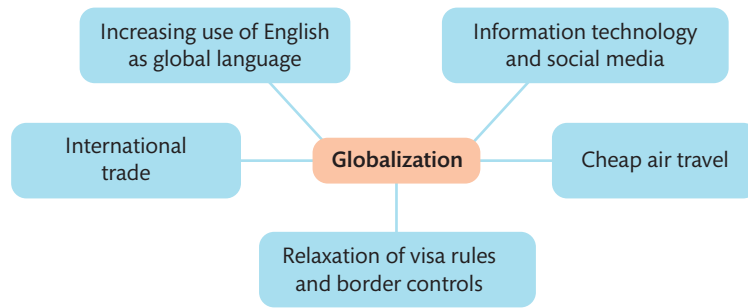 Increasing use of English
as global language
Information technology
and social media
International
trade
Globalization
Cheap air travel
Relaxation of visa rules
and border controls